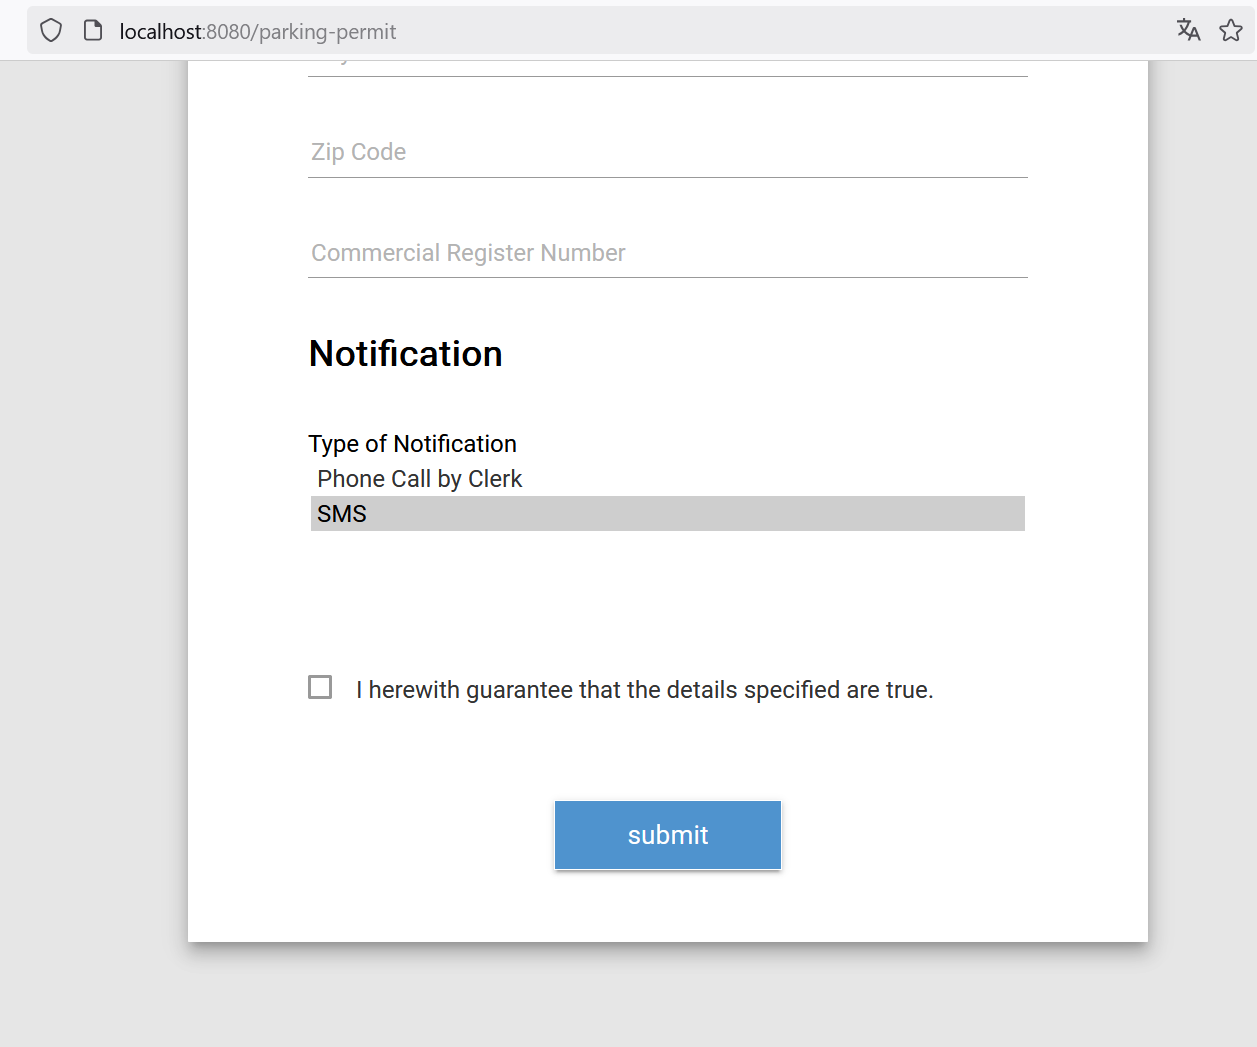 localhost:8080/parking-permit
Zip Code
Commercial Register Number
Notification
Type of Notification
Phone Call by Clerk
SMS
I herewith guarantee that the details specified are true.
submit